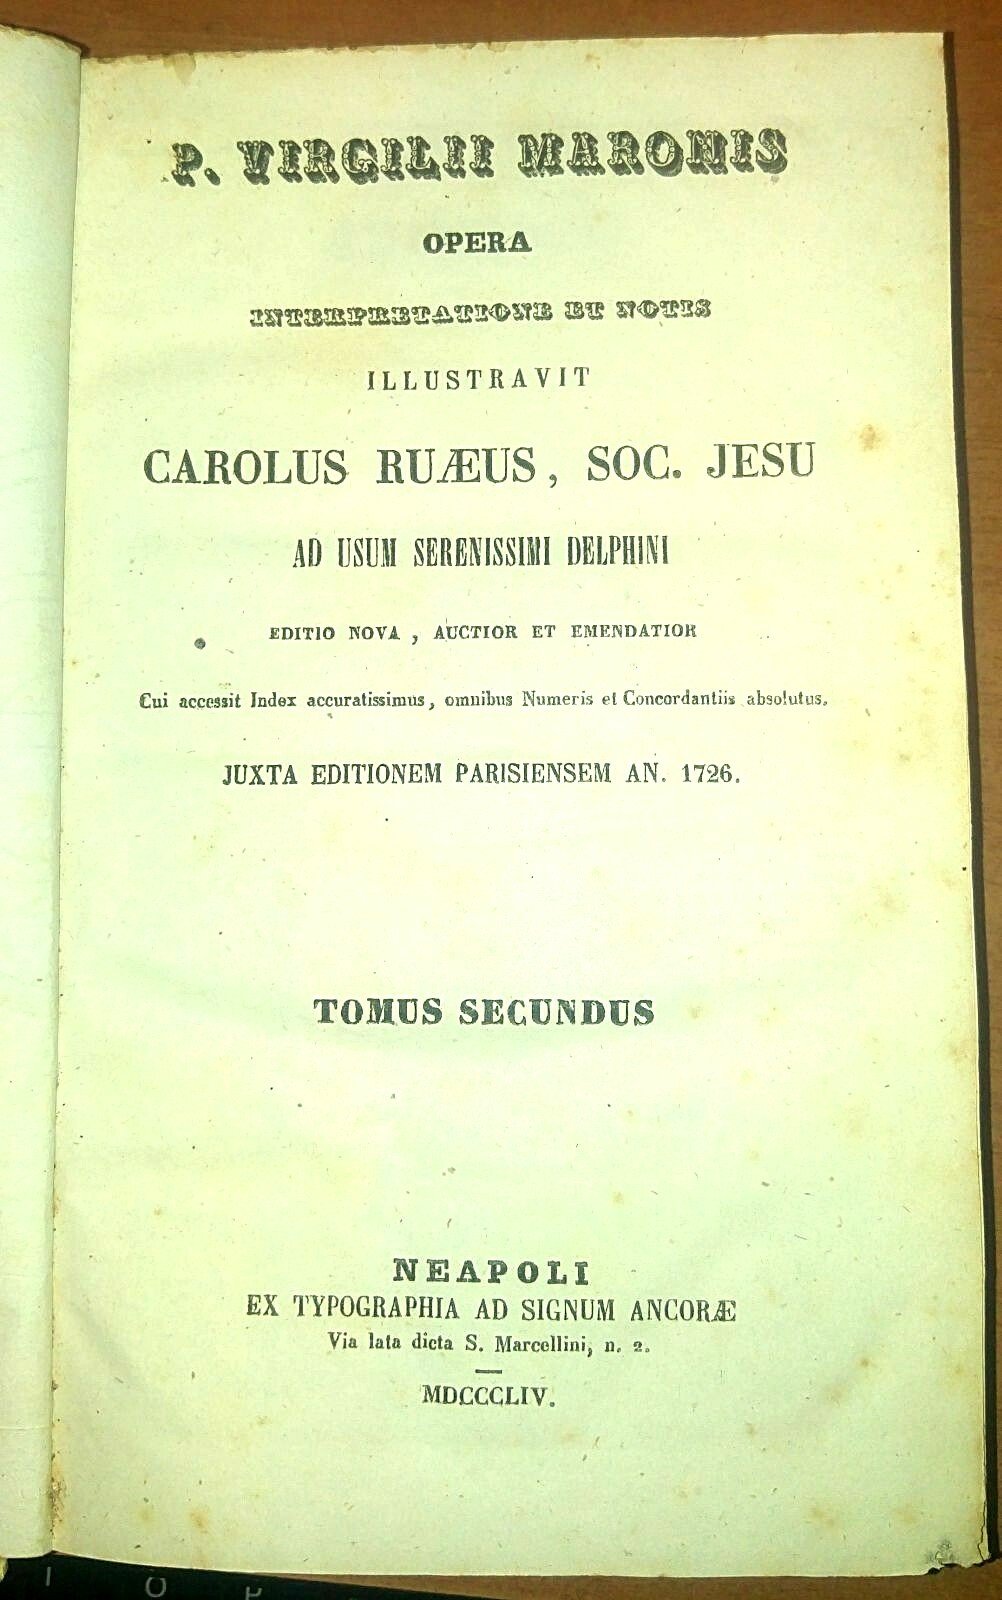 P. VIRGILII MARONIS
OPERA
INTERPRETATIONE ET NOTIS
ILLUSTRAVIT
CAROLUS RUÆUS, SOC. JESU
AD USUM SERENISSIMI DELPHINI
EDITIO NOVA, AUCTIOR ET EMENDATIOR
Cui accessit Index accuratissimus, omnibus Numeris et Concordantiis absolutus.
JUXTA EDITIONEM PARISIENSEM AN. 1726.
TOMUS SECUNDUS
NEAPOLI
EX TYPOGRAPHIA AD SIGNUM ANCORÆ
Via lata dicta S. Marcellini, n. 2.
MDCCCLIV.